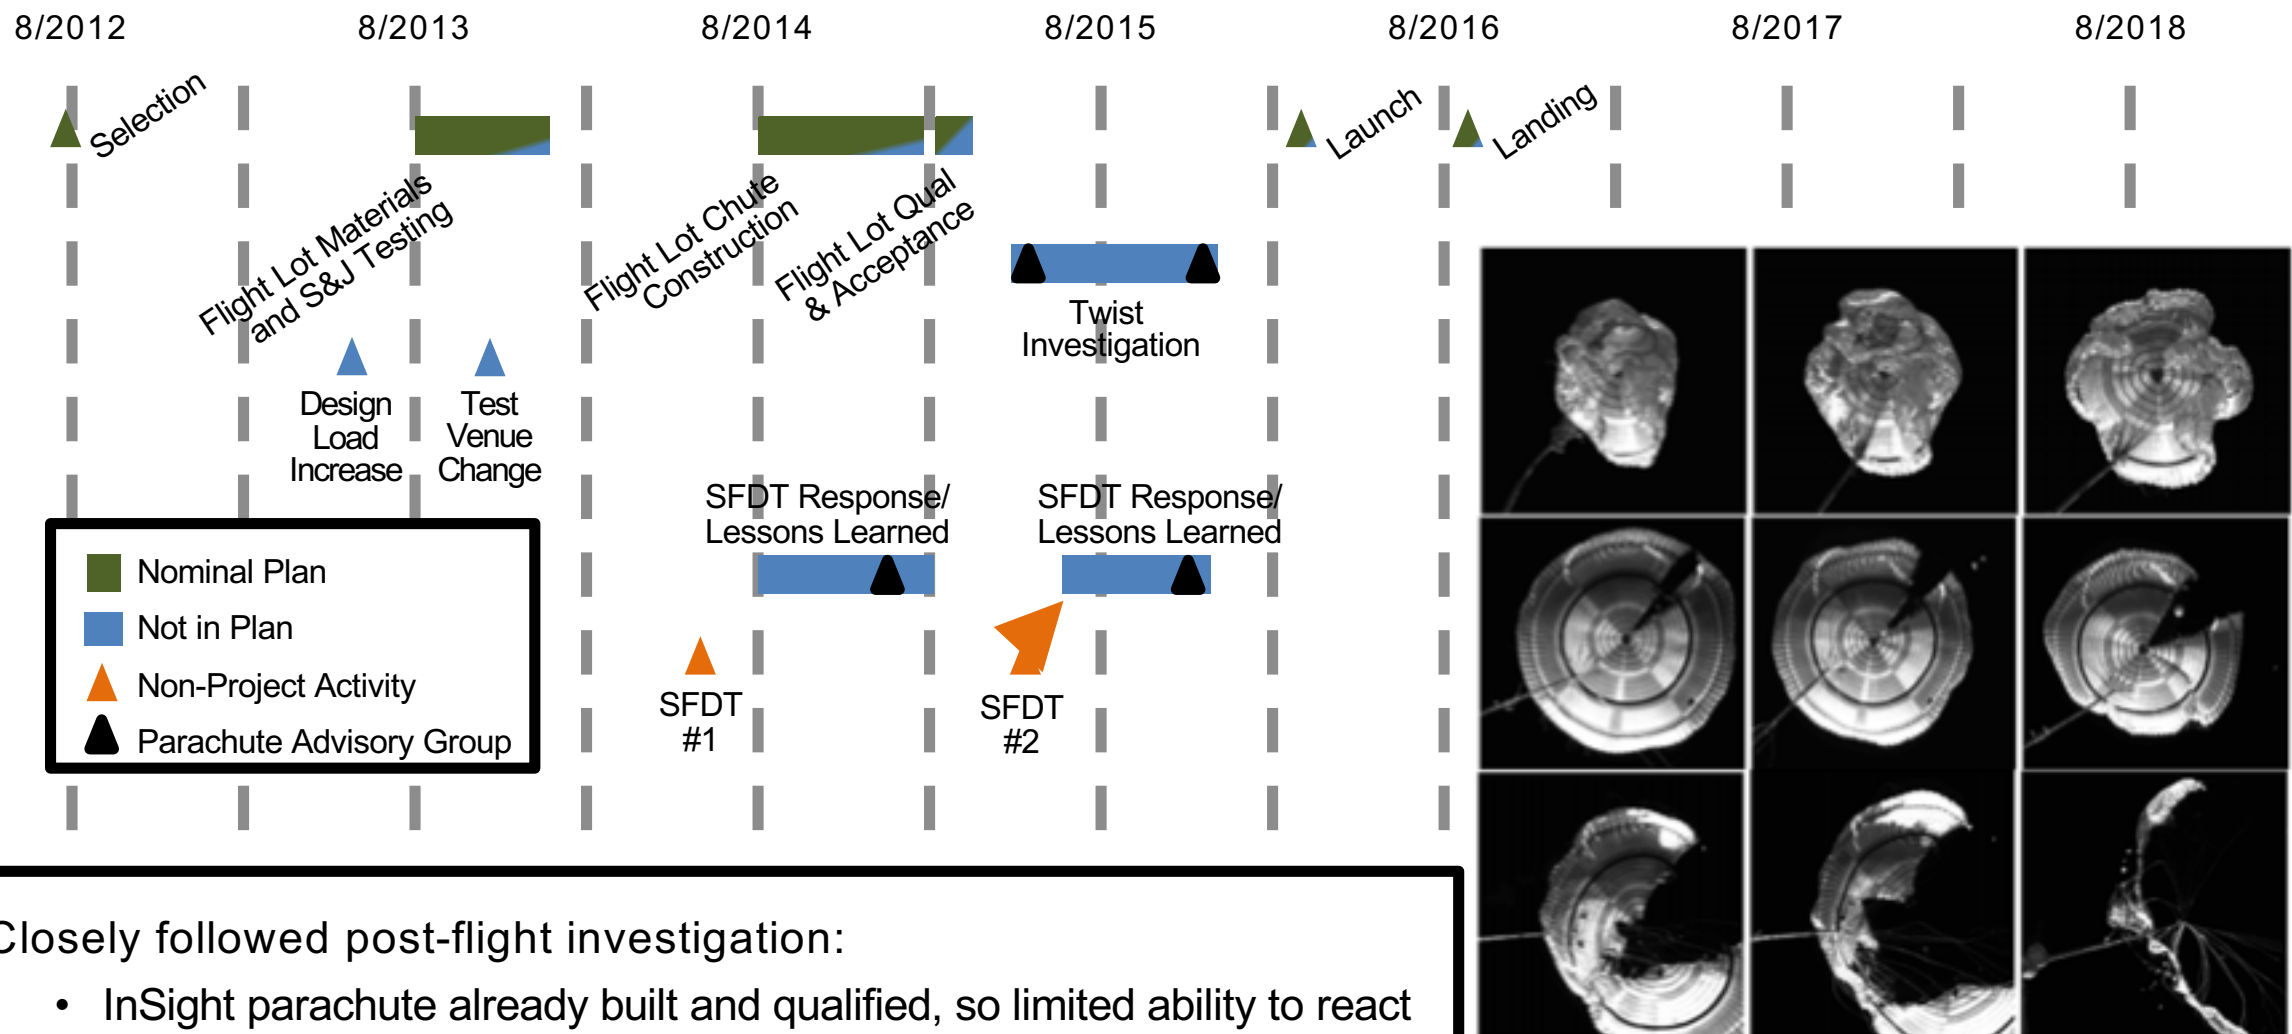 8/2012 8/2013 8/2014 8/2015 8/2016 8/2017 8/2018
Selection
Launch
Landing
Flight Lot Materials
and S&J Testing
Flight Lot Chute
Construction
Flight Lot Qual
& Acceptance
Twist
Investigation
Design
Load
Increase
Test
Venue
Change
SFDT Response/
Lessons Learned
SFDT Response/
Lessons Learned
Nominal Plan
Not in Plan
Non-Project Activity
Parachute Advisory Group
SFDT
#1
SFDT
#2
Closely followed post-flight investigation:
• InSight parachute already built and qualified, so limited ability to react